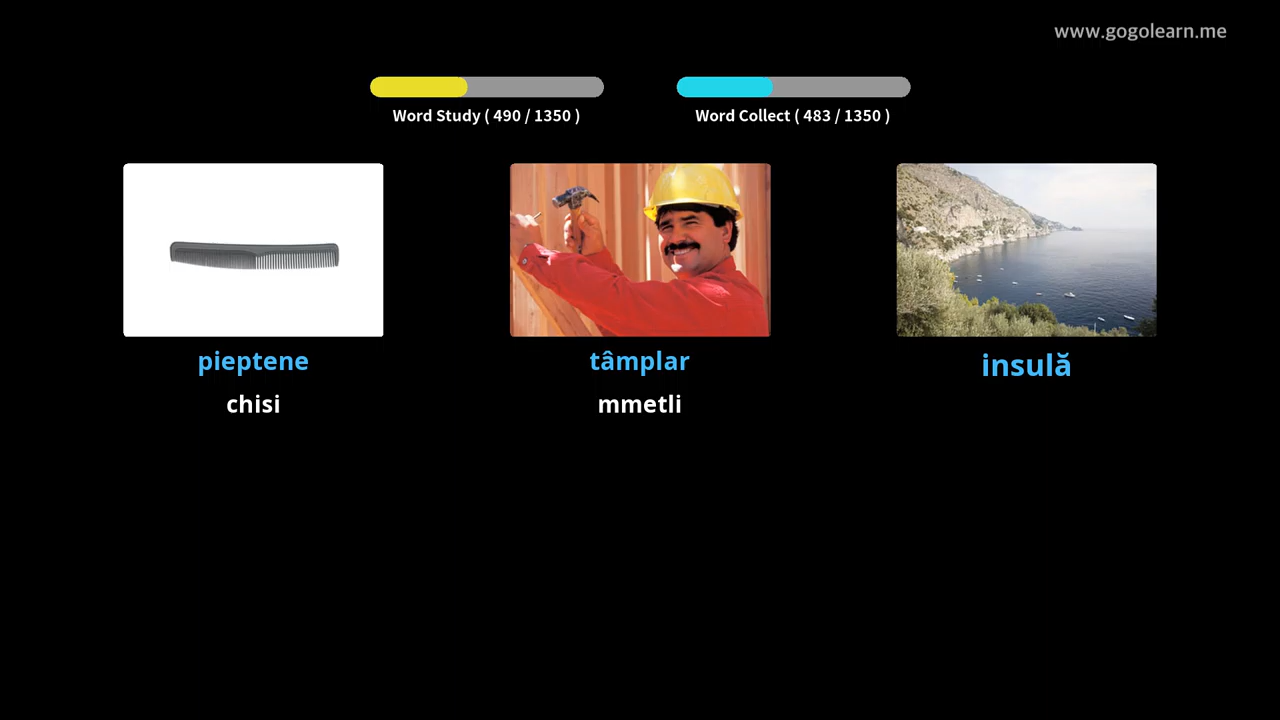 www.gogolearn.me
Word Study ( 490 / 1350 )
Word Collect ( 483 / 1350 )
pieptene
tâmplar
insulă
chisi
mmetli